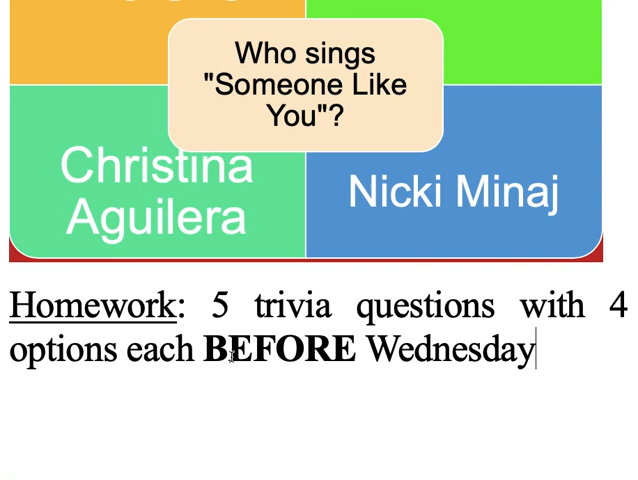 Who sings
"Someone Like
You"?
Christina
Aguilera
Nicki Minaj
Homework: 5 trivia questions with 4
options each BEFORE Wednesday